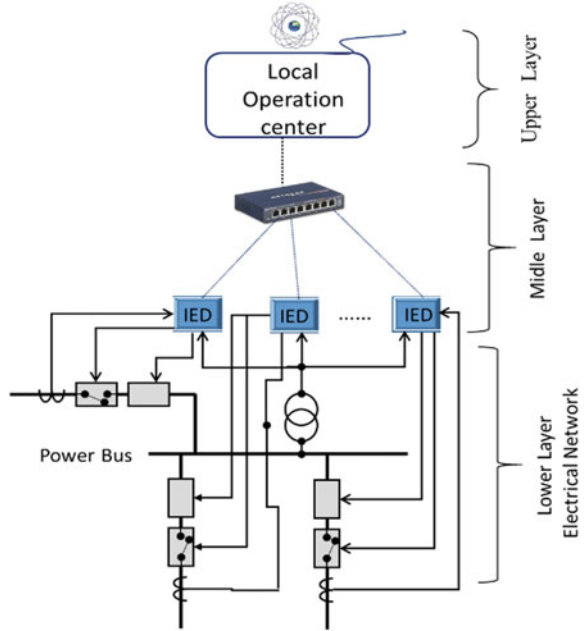 Local
Operation
center
Upper Layer
Midle Layer
IED
IED
......
IED
Power Bus
Lower Layer
Electrical Network